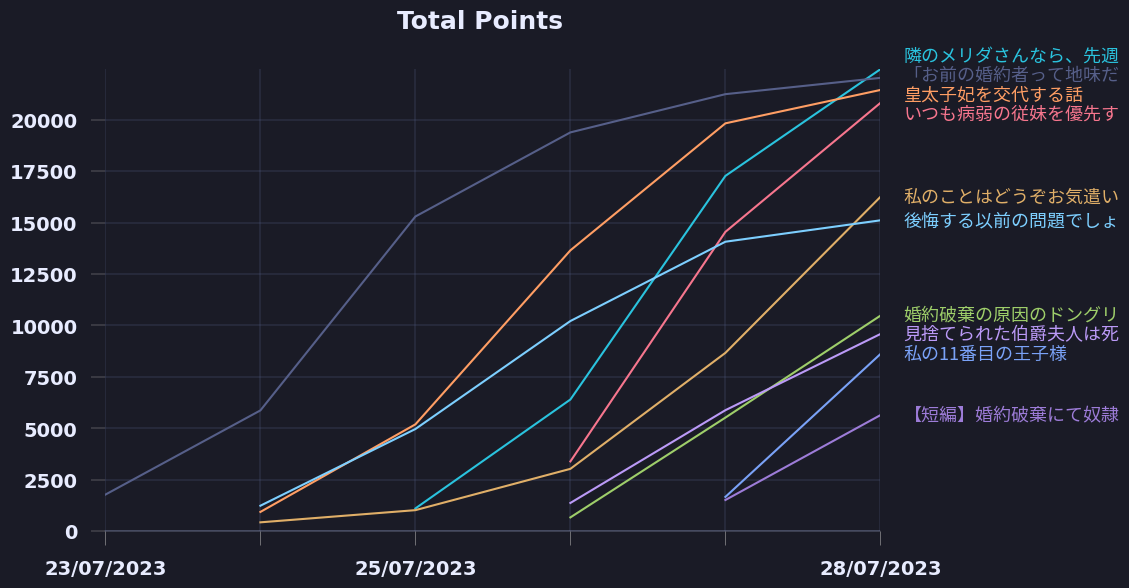 Total Points
隣のメリダさんなら、先週
「お前の婚約者って地味だ
皇太子妃を交代する話
いつも病弱の従妹を優先す
私のことはどうぞお気遣い
後悔する以前の問題でしょ
婚約破棄の原因のドングリ
見捨てられた伯爵夫人は死
私の11番目の王子様
【短編】婚約破棄にて奴隷
20000
17500
15000
12500
10000
7500
5000
2500
0
23/07/2023
25/07/2023
28/07/2023